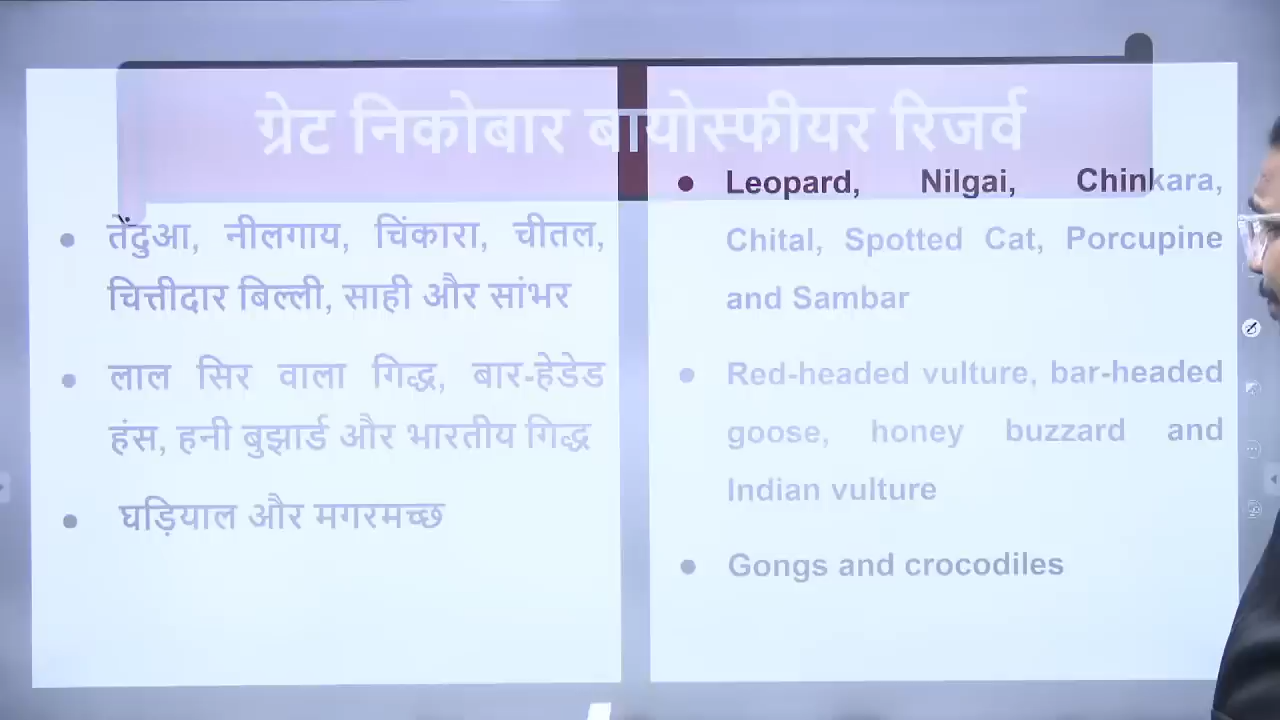 ग्रेट निकोबार बायोस्फीयर रिजर्व
तेंदुआ, नीलगाय, चिंकारा, चीतल,
चित्तीदार बिल्ली, साही और सांभर
लाल सिर वाला गिद्ध, बार-हेडेड
हंस, हनी बुझार्ड और भारतीय गिद्ध
घड़ियाल और मगरमच्छ
Leopard, Nilgai, Chinkara,
Chital, Spotted Cat, Porcupine
and Sambar
Red-headed vulture, bar-headed
goose, honey buzzard and
Indian vulture
Gongs and crocodiles